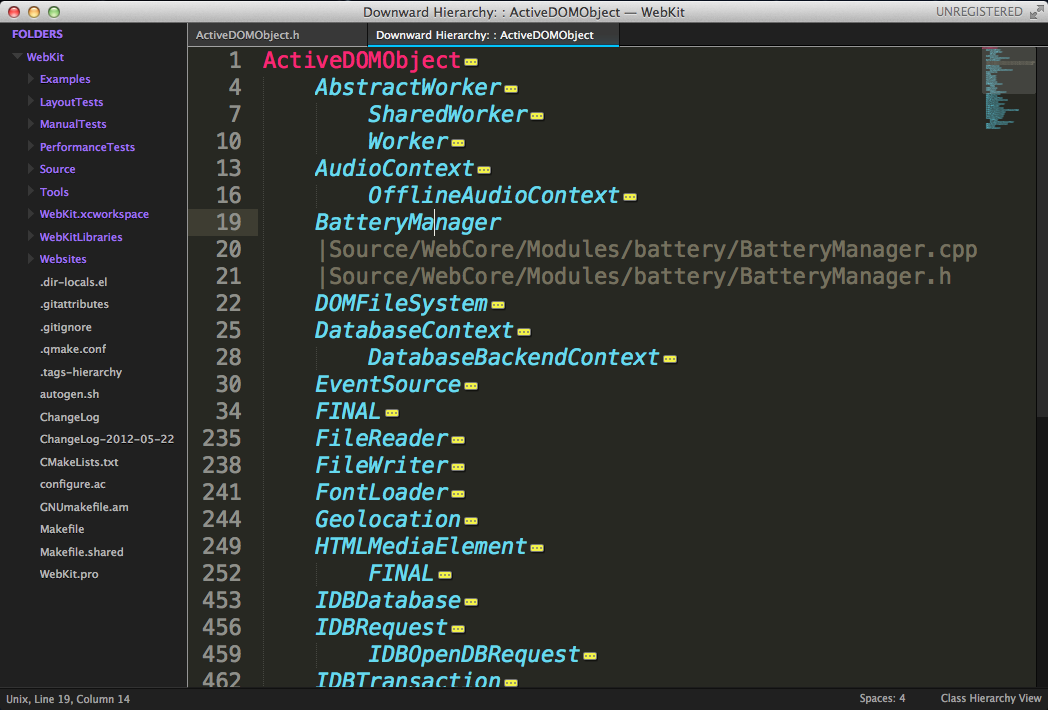 Downward Hierarchy: : ActiveDOMObject — WebKit
UNREGISTERED
FOLDERS
WebKit
Examples
LayoutTests
ManualTests
PerformanceTests
Source
Tools
WebKit.xcworkspace
WebKitLibraries
Websites
.dir-locals.el
.gitattributes
.gitignore
.qmake.conf
.tags-hierarchy
autogen.sh
ChangeLog
ChangeLog-2012-05-22
CMakeLists.txt
configure.ac
GNUmakefile.am
Makefile
Makefile.shared
WebKit.pro
ActiveDOMObject.h
Downward Hierarchy: : ActiveDOMObject
1 ActiveDOMObject
4 AbstractWorker
7 SharedWorker
10 Worker
13 AudioContext
16 OfflineAudioContext
19 BatteryManager
20 |Source/WebCore/Modules/battery/BatteryManager.cpp
21 |Source/WebCore/Modules/battery/BatteryManager.h
22 DOMFileSystem
25 DatabaseContext
28 DatabaseBackendContext
30 EventSource
34 FINAL
235 FileReader
238 FileWriter
241 FontLoader
244 Geolocation
249 HTMLMediaElement
252 FINAL
453 IDBDatabase
456 IDBRequest
459 IDBOpenDBRequest
462 IDBTransaction
Unix, Line 19, Column 14
Spaces: 4
Class Hierarchy View